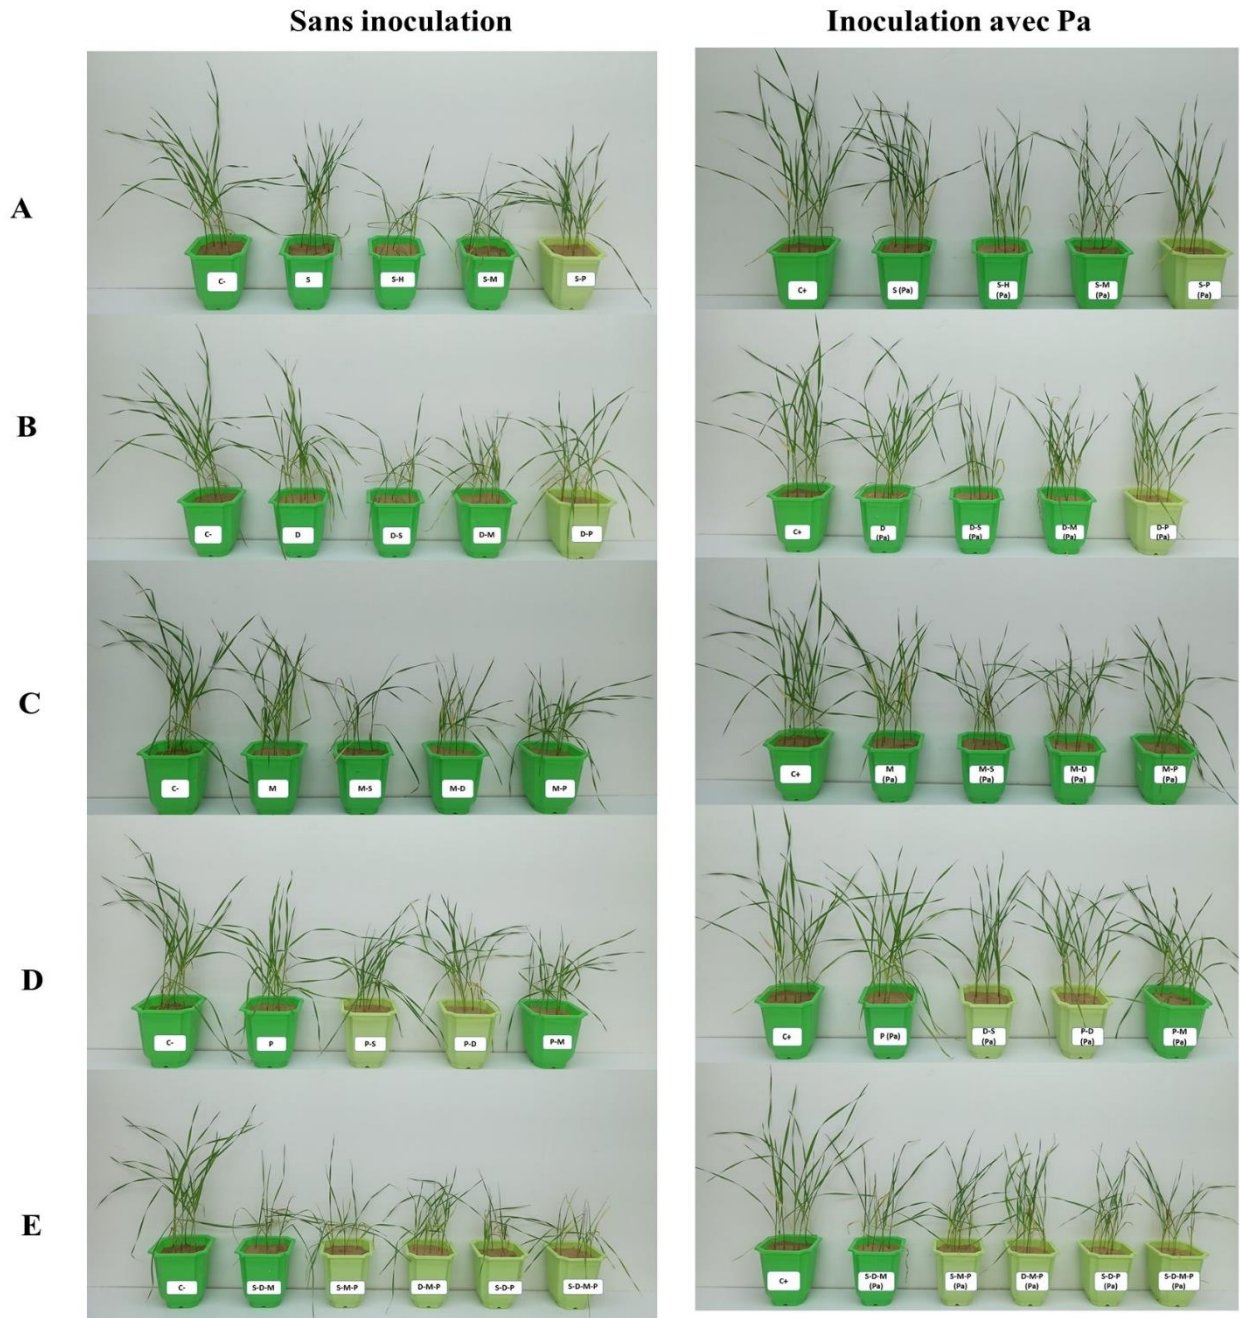 Sans inoculation
Inoculation avec Pa
A
C-
S
S-H
S-M
S-P
C+
S (Pa)
S-H
(Pa)
S-M
(Pa)
S-P
(Pa)
B
C-
D
D-S
D-M
D-P
C+
D
(Pa)
D-S
(Pa)
D-M
(Pa)
D-P
(Pa)
C
C-
M
M-S
M-D
M-P
C+
M
(Pa)
M-S
(Pa)
M-D
(Pa)
M-P
(Pa)
D
C-
P
P-S
P-D
P-M
C+
P (Pa)
D-S
(Pa)
P-D
(Pa)
P-M
(Pa)
E
C-
S-D-M
S-M-P
D-M-P
S-D-P
S-D-M-P
C+
S-D-M
(Pa)
S-M-P
(Pa)
D-M-P
(Pa)
S-D-P
(Pa)
S-D-M-P
(Pa)